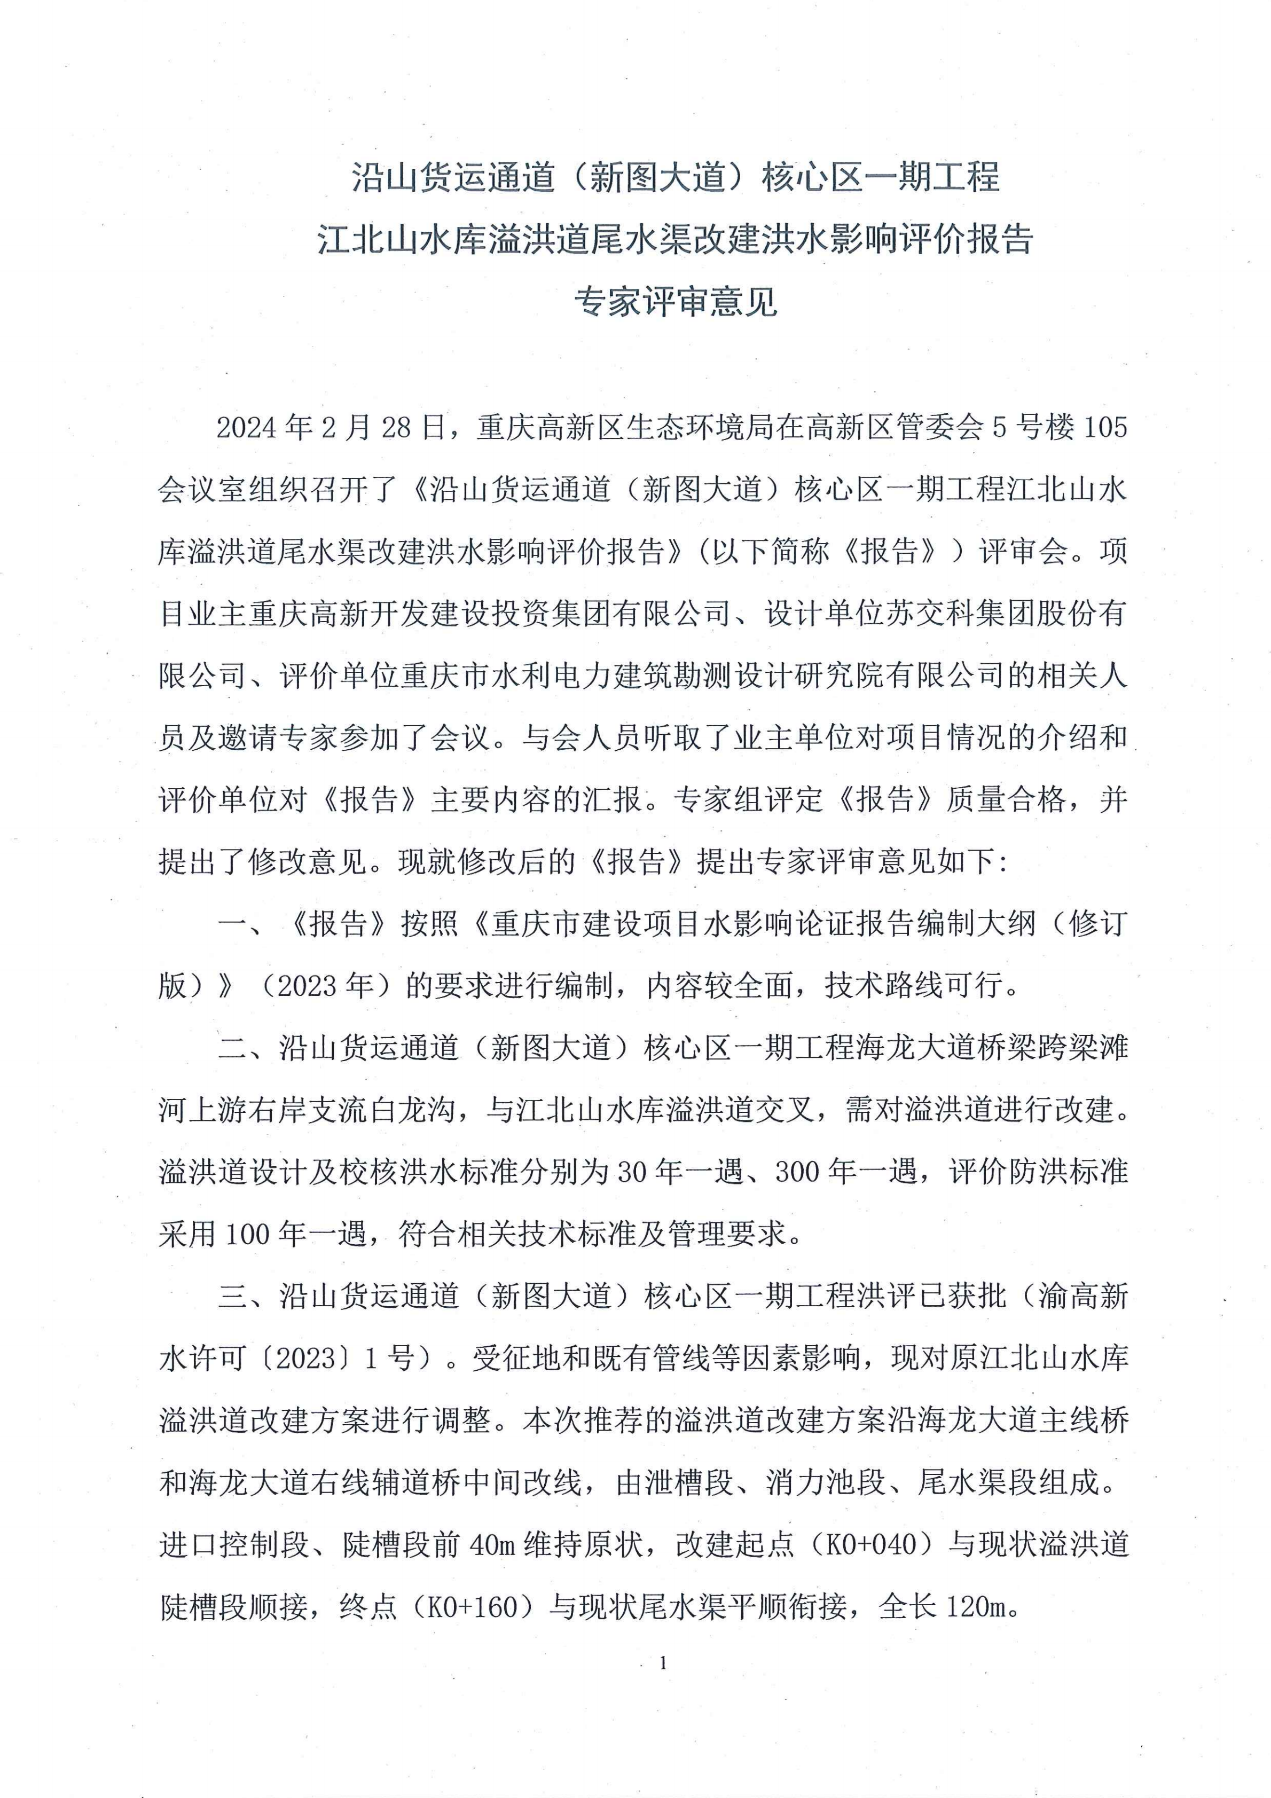 沿山货运通道（新图大道）核心区一期工程
江北山水库溢洪道尾水渠改建洪水影响评价报告
专家评审意见
2024 年 2 月 28 日，重庆高新区生态环境局在高新区管委会 5 号楼 105
会议室组织召开了《沿山货运通道（新图大道）核心区一期工程江北山水
库溢洪道尾水渠改建洪水影响评价报告》(以下简称《报告》）评审会。项
目业主重庆高新开发建设投资集团有限公司、设计单位苏交科集团股份有
限公司、评价单位重庆市水利电力建筑勘测设计研究院有限公司的相关人
员及邀请专家参加了会议。与会人员听取了业主单位对项目情况的介绍和
评价单位对《报告》主要内容的汇报。专家组评定《报告》质量合格，并
提出了修改意见。现就修改后的《报告》提出专家评审意见如下：
一、《报告》按照《重庆市建设项目水影响论证报告编制大纲（修订
版）》（2023 年）的要求进行编制，内容较全面，技术路线可行。
二、沿山货运通道（新图大道）核心区一期工程海龙大道桥梁跨梁滩
河上游右岸支流白龙沟，与江北山水库溢洪道交叉，需对溢洪道进行改建。
溢洪道设计及校核洪水标准分别为 30 年一遇、300 年一遇，评价防洪标准
采用 100 年一遇，符合相关技术标准及管理要求。
三、沿山货运通道（新图大道）核心区一期工程洪评已获批（渝高新
水许可〔2023〕1 号）。受征地和既有管线等因素影响，现对原江北山水库
溢洪道改建方案进行调整。本次推荐的溢洪道改建方案沿海龙大道主线桥
和海龙大道右线辅道桥中间改线，由泄槽段、消力池段、尾水渠段组成。
进口控制段、陡槽段前 40m 维持原状，改建起点（K0+040）与现状溢洪道
陡槽段顺接，终点（K0+160）与现状尾水渠平顺衔接，全长 120m。
1